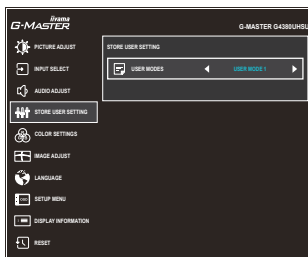 iiyama
G-MASTER
G-MASTER G4380UHSU
PICTURE ADJUST
INPUT SELECT
AUDIO ADJUST
STORE USER SETTING
COLOR SETTINGS
IMAGE ADJUST
LANGUAGE
SETUP MENU
DISPLAY INFORMATION
RESET
STORE USER SETTING
USER MODES
USER MODE 1